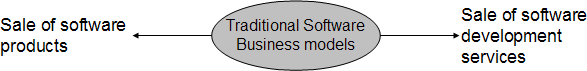 Sale of software
products
Traditional Software
Business models
Sale of software
development
services